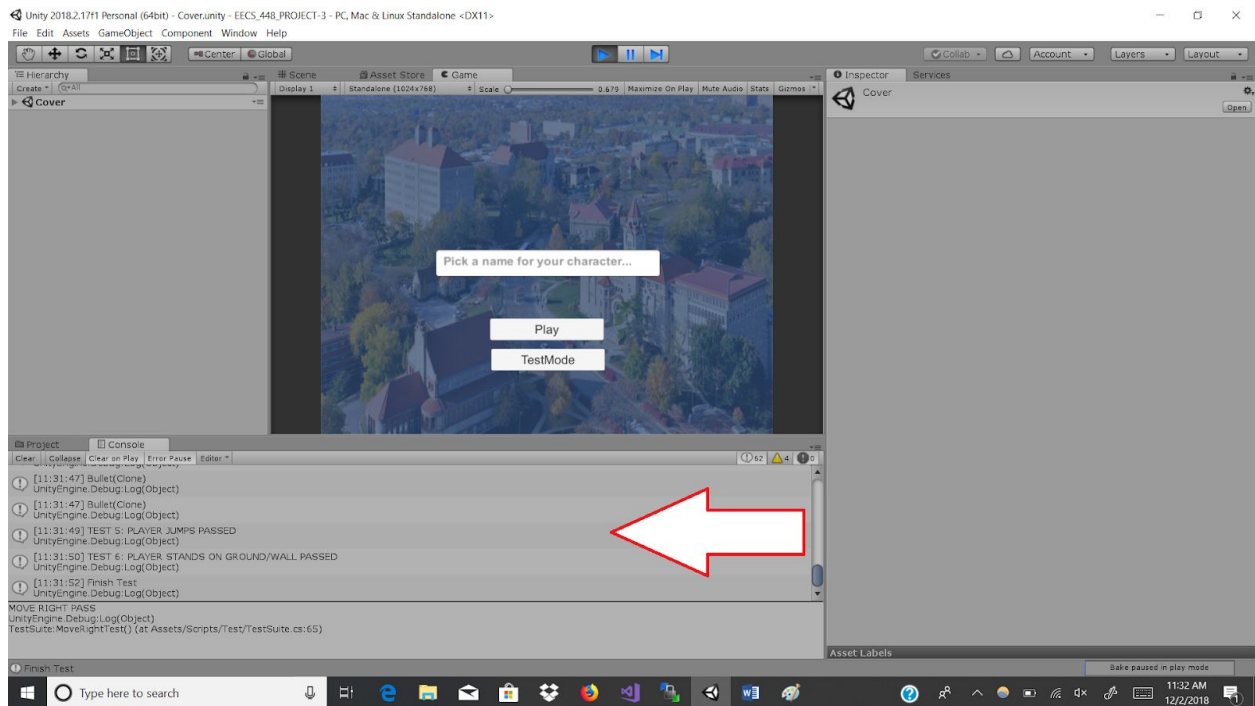 Unity 2018.2.17f1 Personal (64bit) - Cover.unity - EECS_448_PROJECT-3 - PC, Mac & Linux Standalone <DX11>
File Edit Assets GameObject Component Window Help
Center Global Collab Account Layers Layout
Hierarchy Scene Asset Store Game Inspector Services
Create All Display 1 Standalone (1024x768) Scale 0.679 Maximize On Play Mute Audio Stats Gizmos
Cover Cover
Open
Pick a name for your character...
Play
TestMode
Project Console
Clear Collapse Clear on Play Error Pause Editor 62 4 0
UnityEngine.Debug:Log(Object)
[11:31:47] Bullet(Clone)
UnityEngine.Debug:Log(Object)
[11:31:47] Bullet(Clone)
UnityEngine.Debug:Log(Object)
[11:31:49] TEST 5: PLAYER JUMPS PASSED
UnityEngine.Debug:Log(Object)
[11:31:50] TEST 6: PLAYER STANDS ON GROUND/WALL PASSED
UnityEngine.Debug:Log(Object)
[11:31:52] Finish Test
UnityEngine.Debug:Log(Object)
MOVE RIGHT PASS
UnityEngine.Debug:Log(Object)
TestSuite:MoveRightTest() (at Assets/Scripts/Test/TestSuite.cs:65)
Asset Labels
Finish Test Bake paused in play mode
Type here to search
11:32 AM
12/2/2018